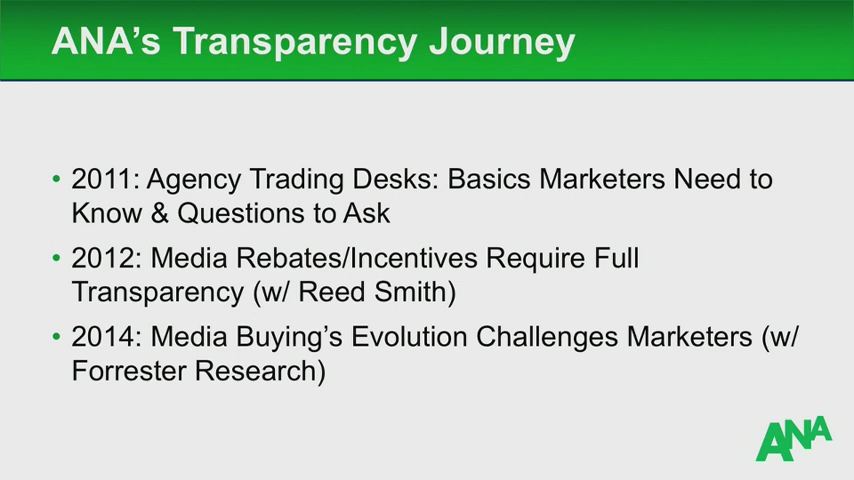 ANA’s Transparency Journey
• 2011: Agency Trading Desks: Basics Marketers Need to
Know & Questions to Ask
• 2012: Media Rebates/Incentives Require Full
Transparency (w/ Reed Smith)
• 2014: Media Buying’s Evolution Challenges Marketers (w/
Forrester Research)
ANA